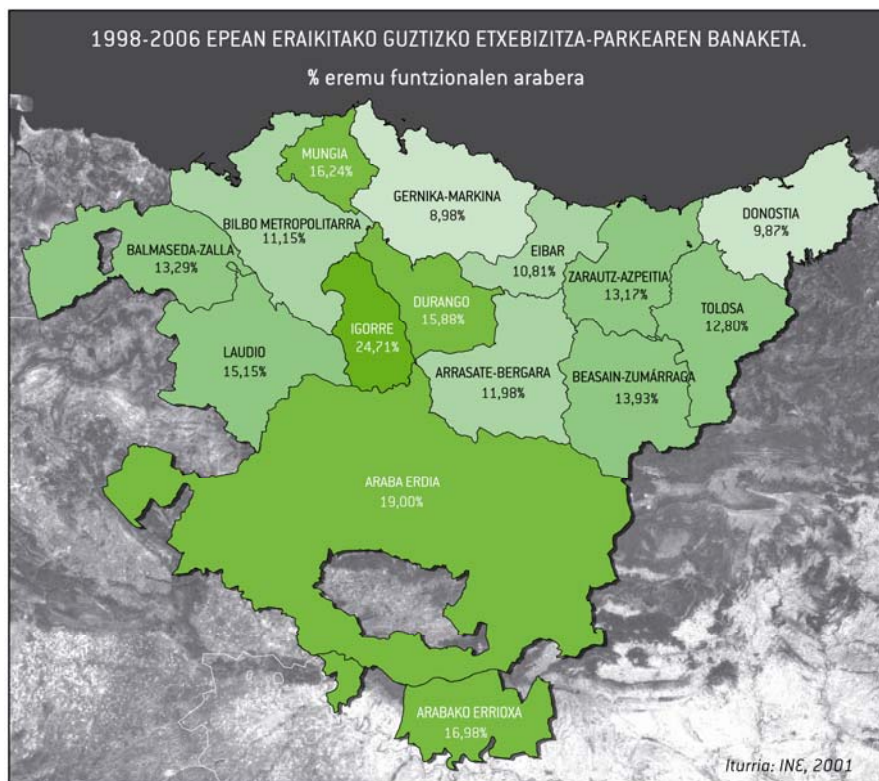 1998-2006 EPEAN ERAIKITAKO GUZTIZKO ETXEBIZITZA-PARKEAREN BANAKETA.
% eremu funtzionalen arabera
MUNGIA
16,24%
GERNIKA-MARKINA
8,98%
DONOSTIA
9,87%
BILBO METROPOLITARRA
11,15%
BALMASEDA-ZALLA
13,29%
EIBAR
10,81%
ZARAUTZ-AZPEITIA
13,17%
DURANGO
15,88%
TOLOSA
12,80%
IGORRE
24,71%
LAUDIO
15,15%
ARRASATE-BERGARA
11,98%
BEASAIN-ZUMÁRRAGA
13,93%
ARABA ERDIA
19,00%
ARABAKO ERRIOXA
16,98%
Iturria: INE, 2001